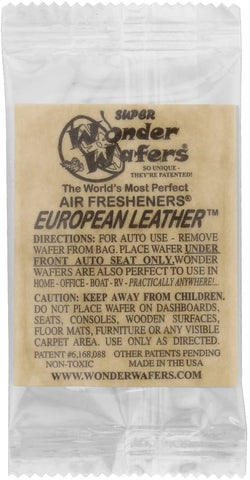 SUPER
Wonder
Wafers®
SO UNIQUE -
THEY'RE PATENTED!
The World's Most Perfect
AIR FRESHENERS®
EUROPEAN LEATHER™
DIRECTIONS: FOR AUTO USE - REMOVE
WAFER FROM BAG. PLACE WAFER UNDER
FRONT AUTO SEAT ONLY, WONDER
WAFERS ARE ALSO PERFECT TO USE IN
HOME - OFFICE - BOAT - RV - PRACTICALLY ANYWHERE!..
CAUTION: KEEP AWAY FROM CHILDREN.
DO NOT PLACE WAFER ON DASHBOARDS,
SEATS, CONSOLES, WOODEN SURFACES,
FLOOR MATS, FURNITURE OR ANY VISIBLE
CARPET AREA. USE ONLY AS DIRECTED.
PATENT #6,168,088 OTHER PATENTS PENDING
NON-TOXIC MADE IN THE USA
WWW.WONDERWAFERS.COM